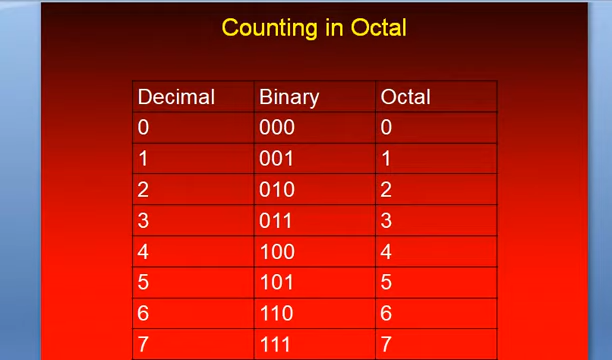 Counting in Octal
Decimal Binary Octal
0 000 0
1 001 1
2 010 2
3 011 3
4 100 4
5 101 5
6 110 6
7 111 7